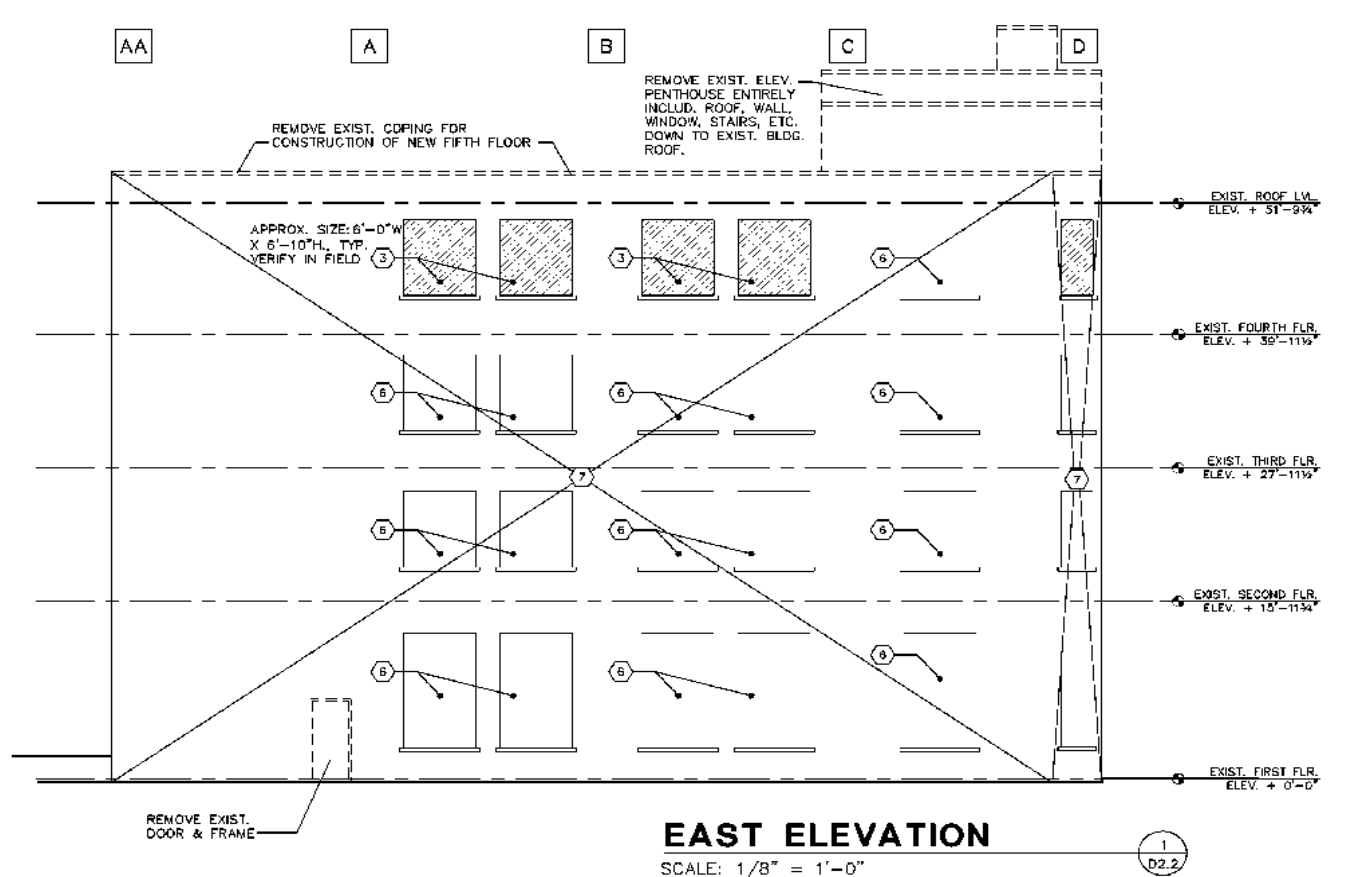 AA
A
B
C
D
REMOVE EXIST. ELEV.
PENTHOUSE ENTIRELY
INCLUD. ROOF, WALL,
WINDOW, STAIRS, ETC.
DOWN TO EXIST. BLDG.
ROOF.
REMOVE EXIST. COPING FOR
CONSTRUCTION OF NEW FIFTH FLOOR
EXIST. ROOF LVL.
ELEV. + 51'-9¾"
APPROX. SIZE: 6'-0"W
X 6'-10"H., TYP.
VERIFY IN FIELD
3
3
6
EXIST. FOURTH FLR.
ELEV. + 39'-11½"
6
6
6
EXIST. THIRD FLR.
ELEV. + 27'-11½"
7
7
6
6
6
EXIST. SECOND FLR.
ELEV. + 15'-11¾"
6
6
6
EXIST. FIRST FLR.
ELEV. + 0'-0"
REMOVE EXIST.
DOOR & FRAME
EAST ELEVATION
SCALE: 1/8" = 1'-0"
1
D2.2